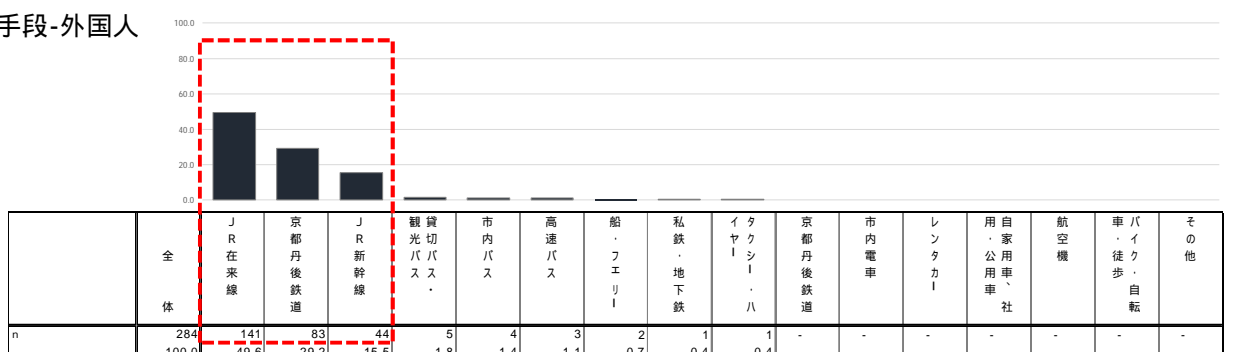 手段-外国人
100.0
80.0
60.0
40.0
20.0
0.0
全体
JR在来線
京都丹後鉄道
JR新幹線
貸切バス・観光バス
市内バス
高速バス
船・フェリー
私鉄・地下鉄
タクシー・ハイヤー
京都丹後鉄道
市内電車
レンタカー
自家用車、社用・公用車
航空機
バイク・自転車・徒歩
その他
n 284 141 83 44 5 4 3 2 1 1 - - - - - - -
100.0 49.6 29.2 15.5 1.8 1.4 1.1 0.7 0.4 0.4